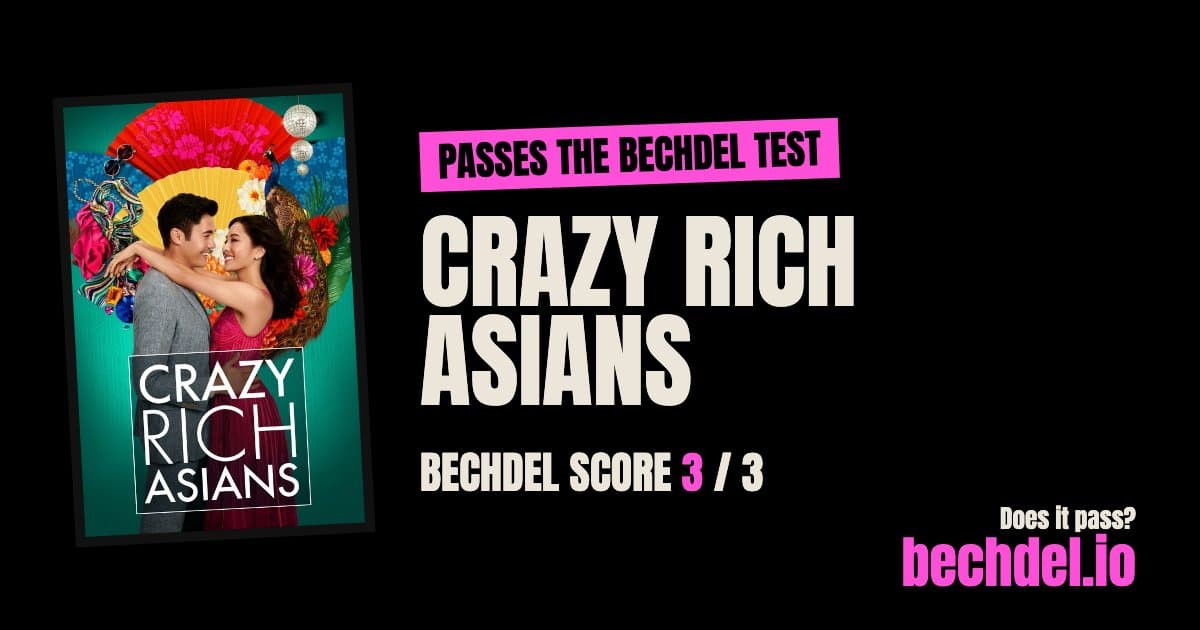 CRAZY
RICH
ASIANS
PASSES THE BECHDEL TEST
CRAZY RICH
ASIANS
BECHDEL SCORE 3 / 3
Does it pass?
bechdel.io